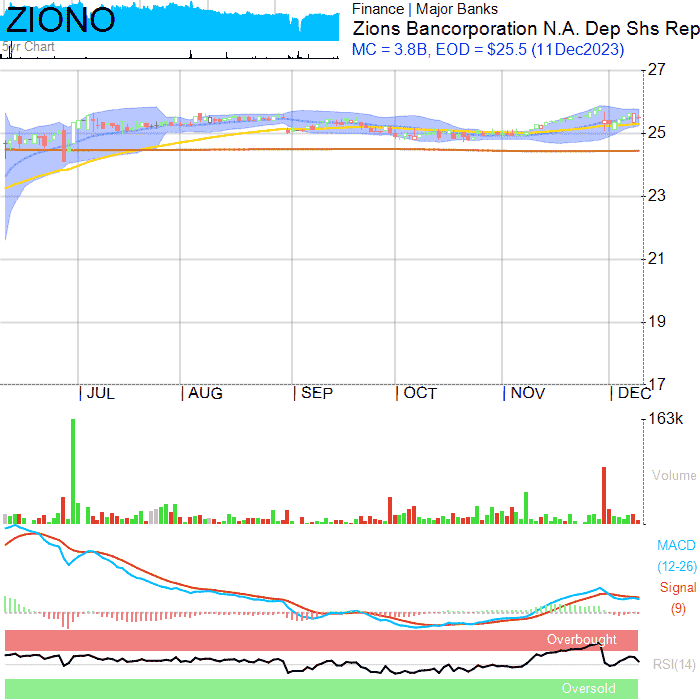 ZIONO
5yr Chart
Finance | Major Banks
Zions Bancorporation N.A. Dep Shs Rep
MC = 3.8B, EOD = $25.5 (11Dec2023)
27
25
23
21
19
17
| JUL | AUG | SEP | OCT | NOV | DEC
163k
Volume
MACD
(12-26)
Signal
(9)
Overbought
RSI(14)
Oversold